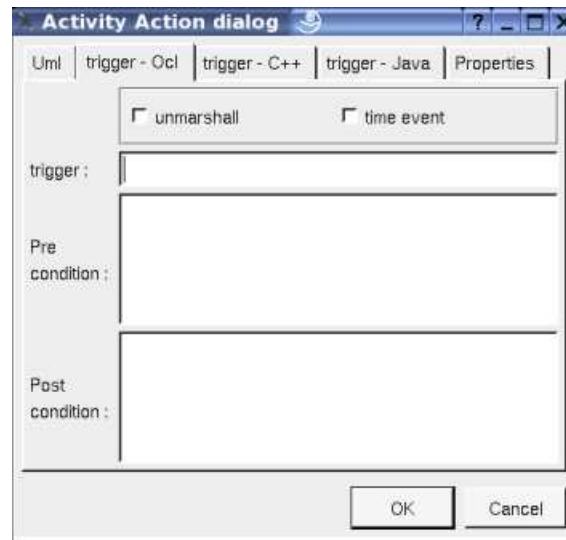 Activity Action dialog
Uml trigger - Ocl trigger - C++ trigger - Java Properties
unmarshall time event
trigger :
Pre
condition :
Post
condition :
OK Cancel